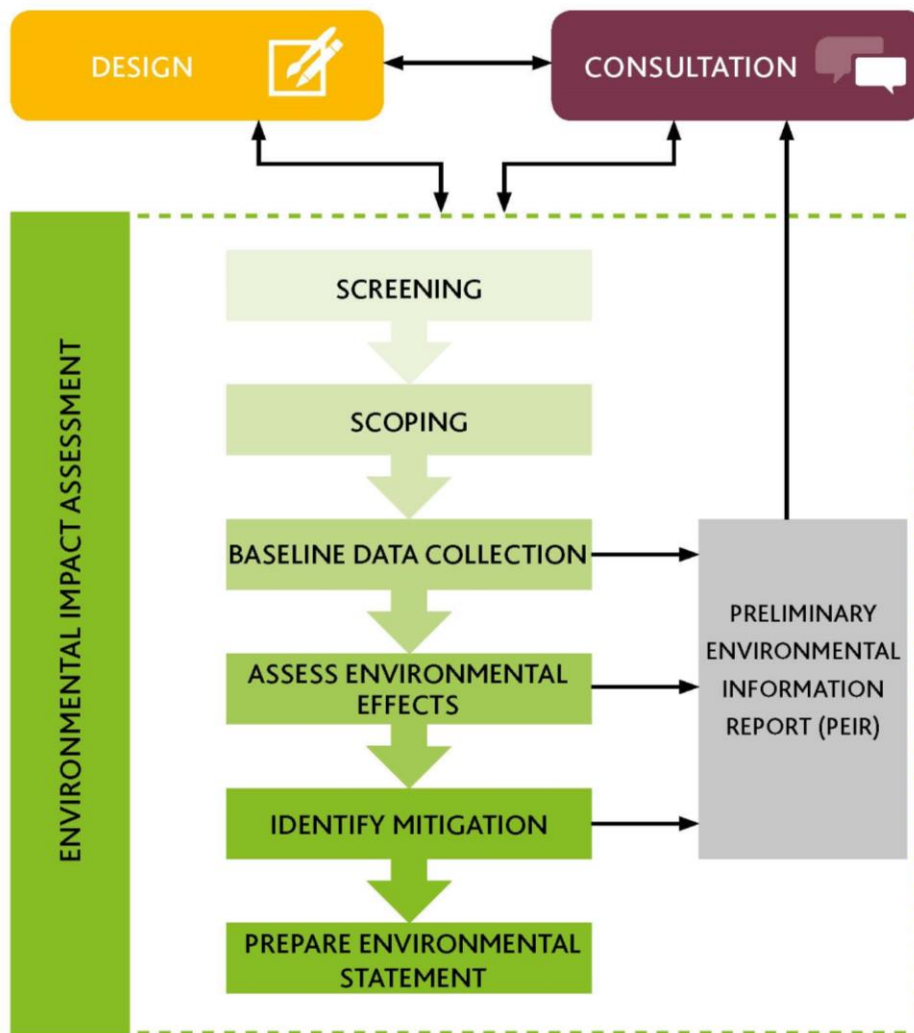 DESIGN
CONSULTATION
ENVIRONMENTAL IMPACT ASSESSMENT
SCREENING
SCOPING
BASELINE DATA COLLECTION
ASSESS ENVIRONMENTAL
EFFECTS
IDENTIFY MITIGATION
PREPARE ENVIRONMENTAL
STATEMENT
PRELIMINARY
ENVIRONMENTAL
INFORMATION
REPORT (PEIR)